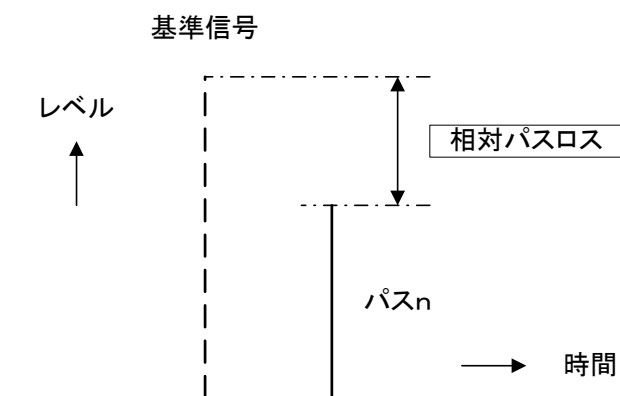 基準信号
レベル
相対パスロス
パスn
時間